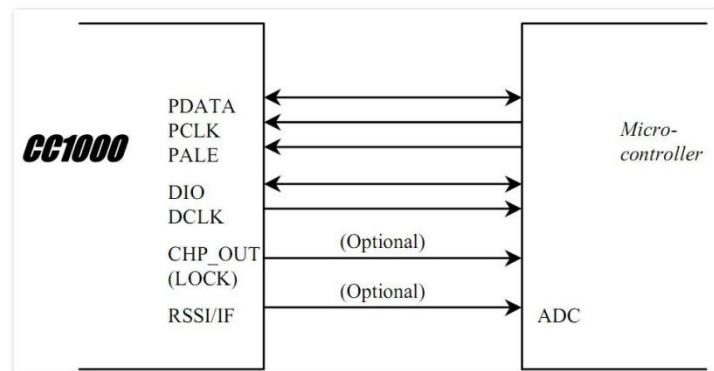 PDATA
PCLK
PALE
CC1000
Micro-
controller
DIO
DCLK
CHP_OUT
(LOCK)
(Optional)
RSSI/IF
(Optional)
ADC